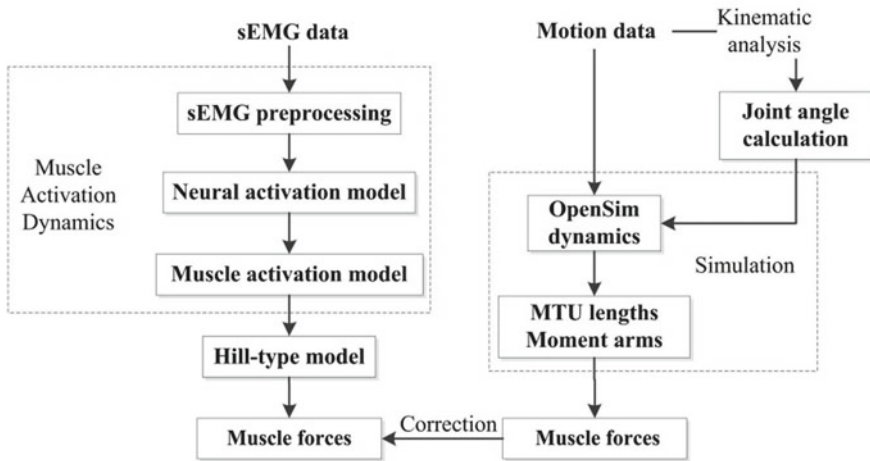 sEMG data
sEMG preprocessing
Muscle
Activation
Dynamics
Neural activation model
Muscle activation model
Hill-type model
Muscle forces
Motion data
Kinematic
analysis
Joint angle
calculation
OpenSim
dynamics
Simulation
MTU lengths
Moment arms
Correction
Muscle forces